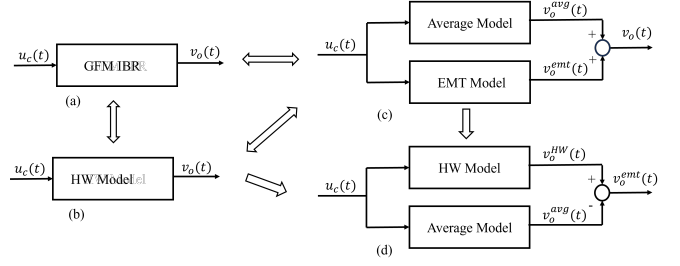 u_c(t)
GFM IBR
v_o(t)
(a)
u_c(t)
HW Model
v_o(t)
(b)
u_c(t)
Average Model
v_o^{avg}(t)
+
+
v_o(t)
EMT Model
v_o^{emt}(t)
(c)
u_c(t)
HW Model
v_o^{HW}(t)
+
-
v_o^{emt}(t)
Average Model
v_o^{avg}(t)
(d)